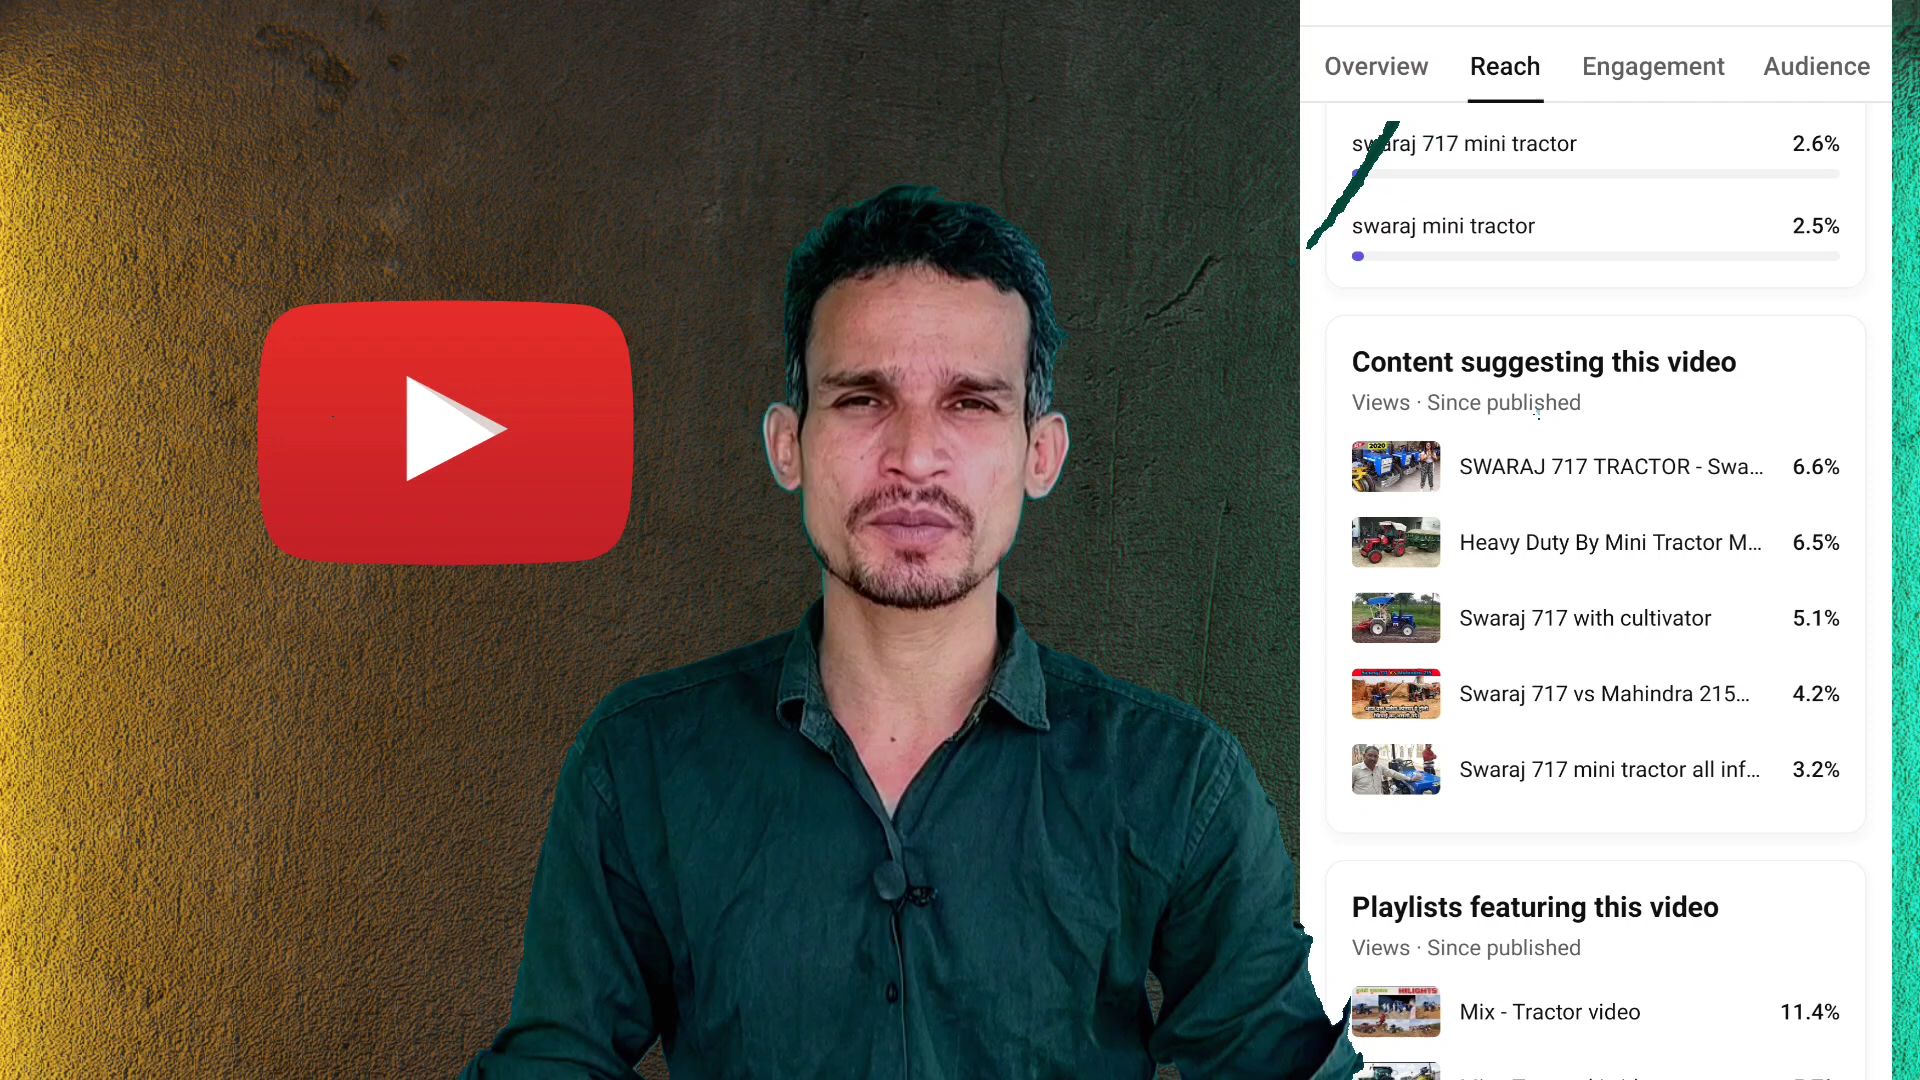 Overview Reach Engagement Audience
swaraj 717 mini tractor 2.6%
swaraj mini tractor 2.5%
Content suggesting this video
Views · Since published
2020
SWARAJ 717 TRACTOR - Swa... 6.6%
Heavy Duty By Mini Tractor M... 6.5%
Swaraj 717 with cultivator 5.1%
Swaraj 717 vs Mahindra 215... 4.2%
Swaraj 717 mini tractor all inf... 3.2%
Playlists featuring this video
Views · Since published
HILIGHTS
Mix - Tractor video 11.4%